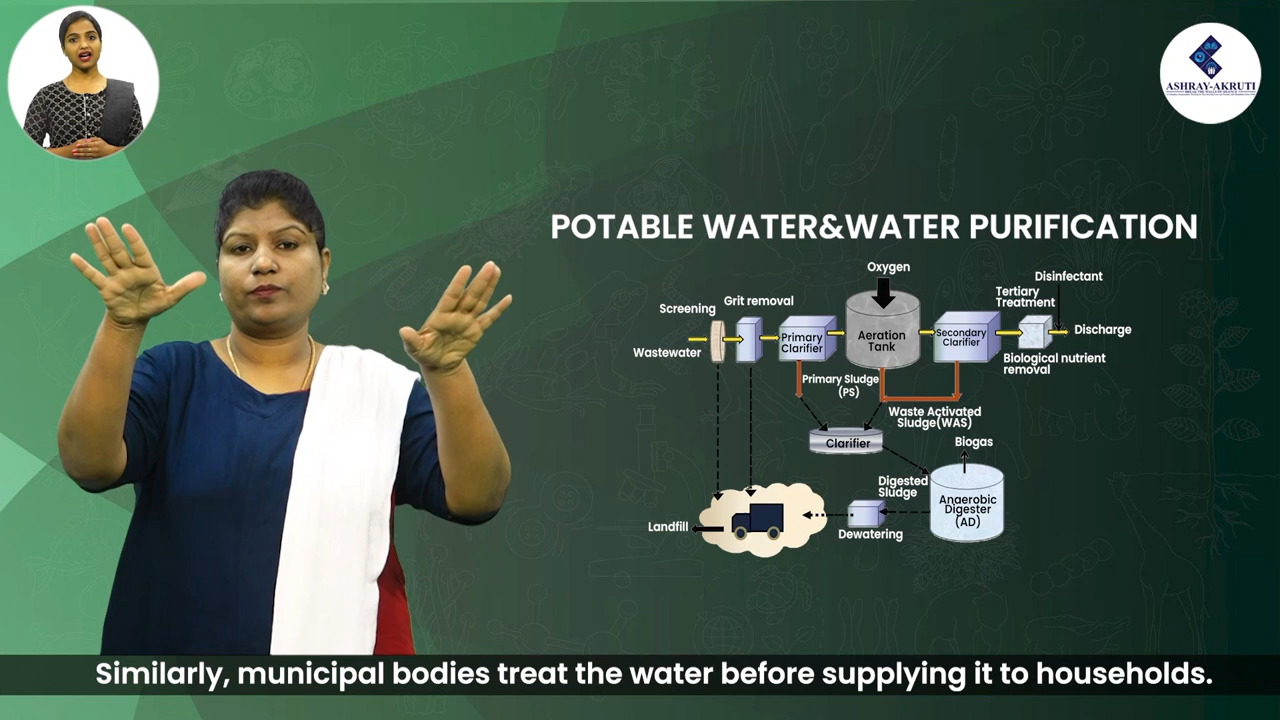 ASHRAY-AKRUTI
POTABLE WATER&WATER PURIFICATION
Oxygen
Disinfectant
Tertiary
Treatment
Grit removal
Screening
Primary
Clarifier
Aeration
Tank
Secondary
Clarifier
Discharge
Wastewater
Biological nutrient
removal
Primary Sludge
(PS)
Waste Activated
Sludge(WAS)
Clarifier
Biogas
Digested
Sludge
Anaerobic
Digester
(AD)
Landfill
Dewatering
Similarly, municipal bodies treat the water before supplying it to households.